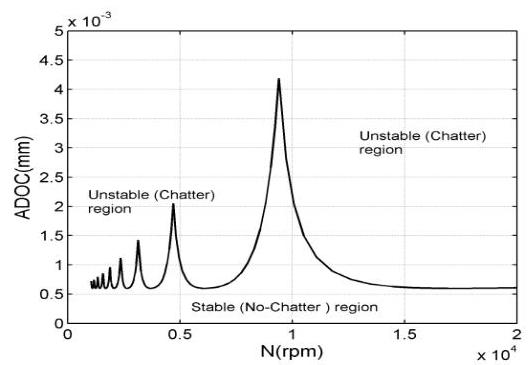 x 10⁻³
5
4.5
4
3.5
3
2.5
2
1.5
1
0.5
0
ADOC(mm)
Unstable (Chatter)
region
Unstable (Chatter)
region
Stable (No-Chatter ) region
0
0.5
1
1.5
2
N(rpm)
x 10⁴